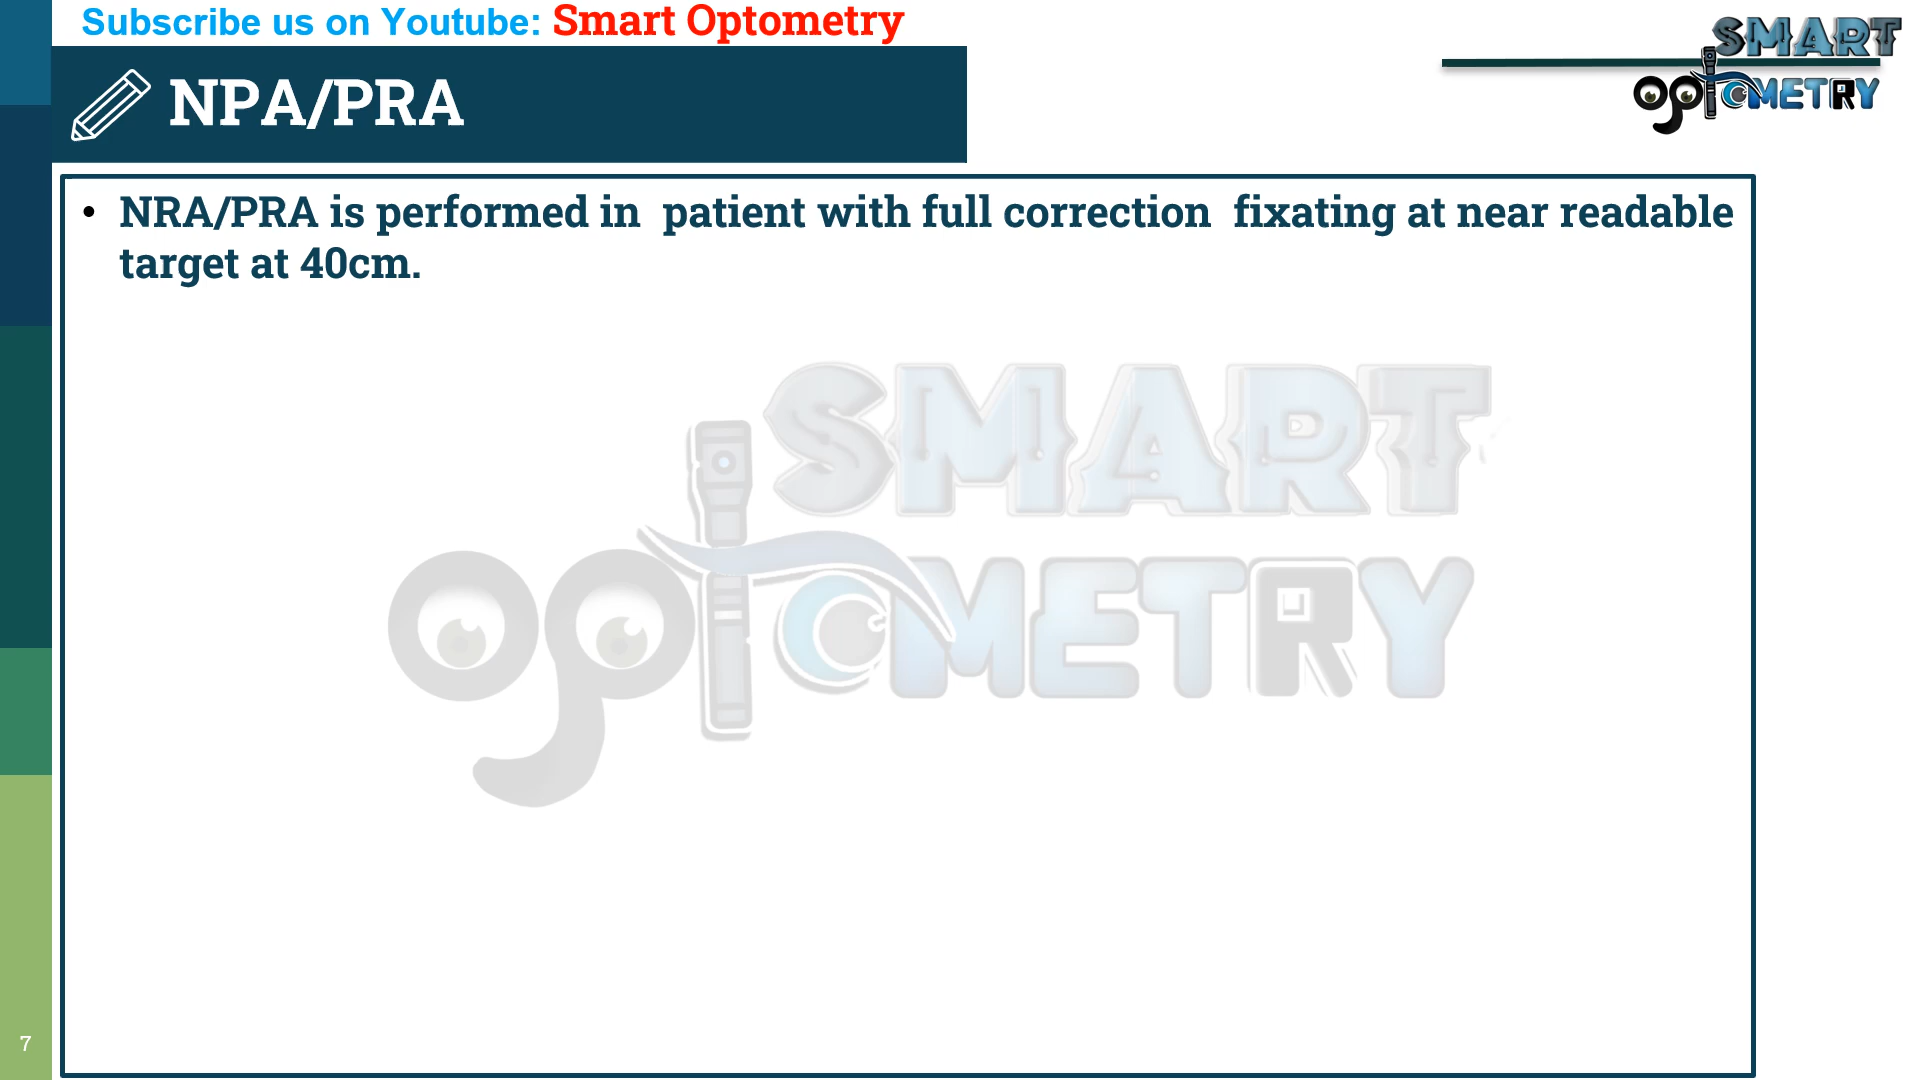 Subscribe us on Youtube: Smart Optometry
SMART
OptOMETRY
NPA/PRA
• NRA/PRA is performed in  patient with full correction  fixating at near readable
target at 40cm.
SMART
OptOMETRY
7